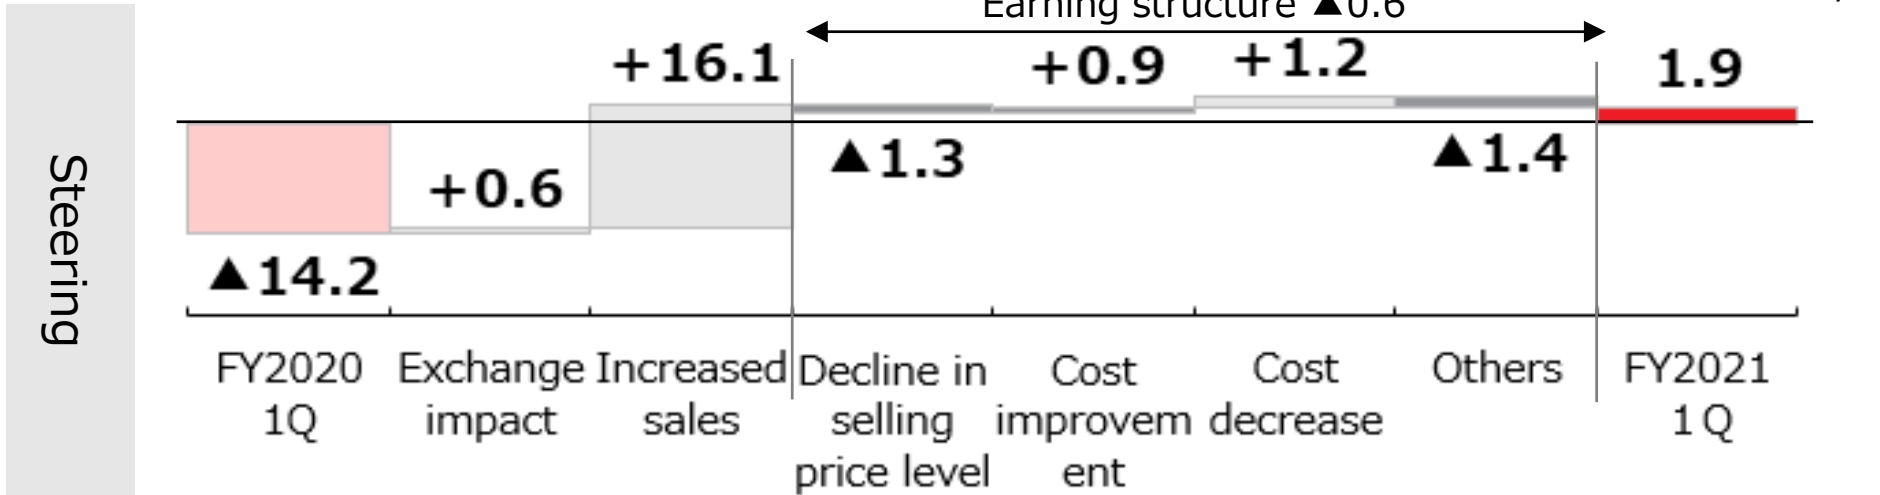 Earning structure ▲0.6
+16.1
+0.9
+1.2
1.9
+0.6
▲1.3
▲1.4
▲14.2
Steering
FY2020
1Q
Exchange
impact
Increased
sales
Decline in
selling
price level
Cost
improvem
ent
Cost
decrease
Others
FY2021
1Q